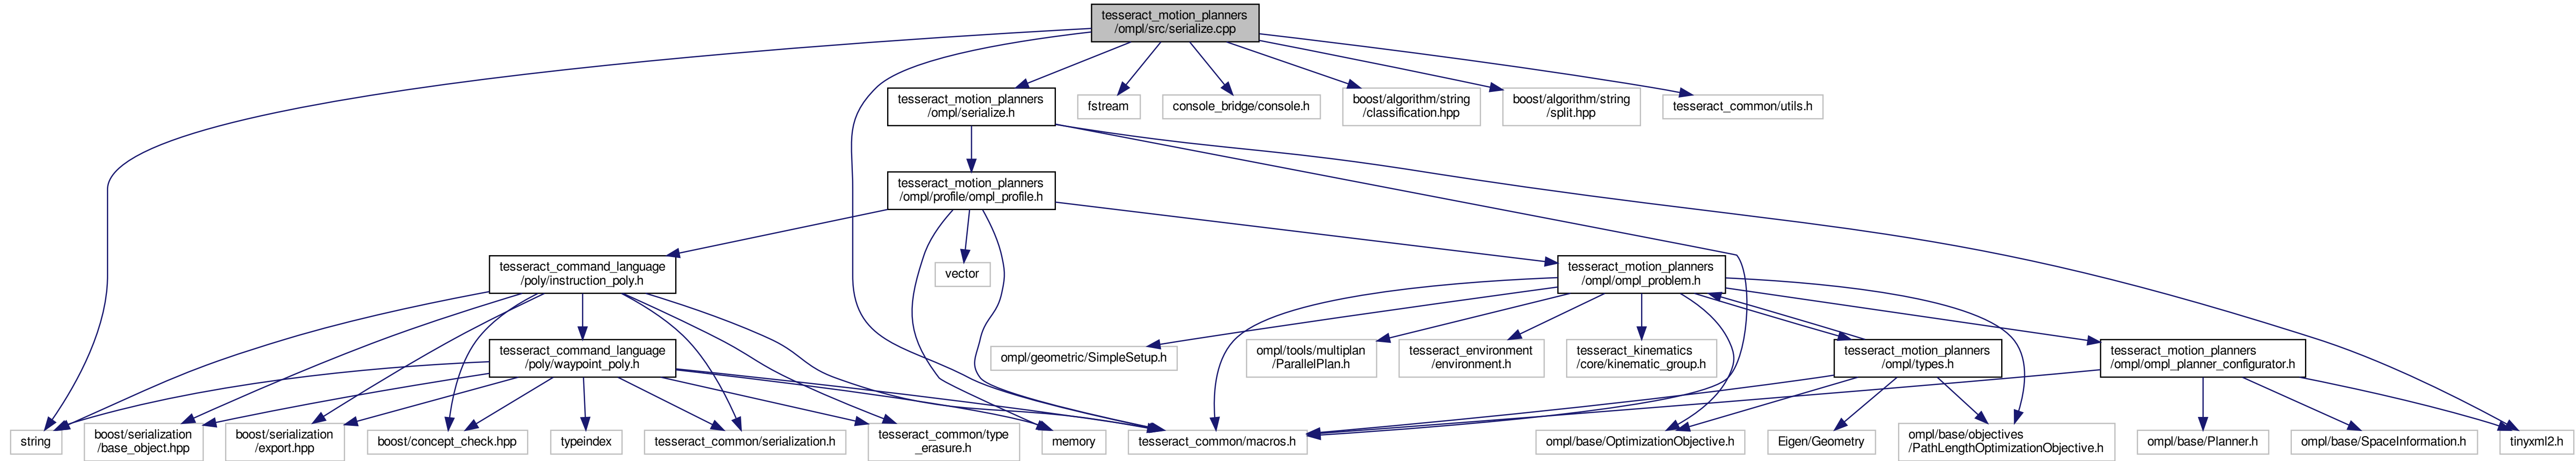 tesseract_motion_planners
/ompl/src/serialize.cpp
tesseract_motion_planners
/ompl/serialize.h
fstream
console_bridge/console.h
boost/algorithm/string
/classification.hpp
boost/algorithm/string
/split.hpp
tesseract_common/utils.h
tesseract_motion_planners
/ompl/profile/ompl_profile.h
tesseract_command_language
/poly/instruction_poly.h
vector
tesseract_motion_planners
/ompl/ompl_problem.h
tesseract_command_language
/poly/waypoint_poly.h
ompl/geometric/SimpleSetup.h
ompl/tools/multiplan
/ParallelPlan.h
tesseract_environment
/environment.h
tesseract_kinematics
/core/kinematic_group.h
tesseract_motion_planners
/ompl/types.h
tesseract_motion_planners
/ompl/ompl_planner_configurator.h
string
boost/serialization
/base_object.hpp
boost/serialization
/export.hpp
boost/concept_check.hpp
typeindex
tesseract_common/serialization.h
tesseract_common/type
_erasure.h
memory
tesseract_common/macros.h
ompl/base/OptimizationObjective.h
Eigen/Geometry
ompl/base/objectives
/PathLengthOptimizationObjective.h
ompl/base/Planner.h
ompl/base/SpaceInformation.h
tinyxml2.h